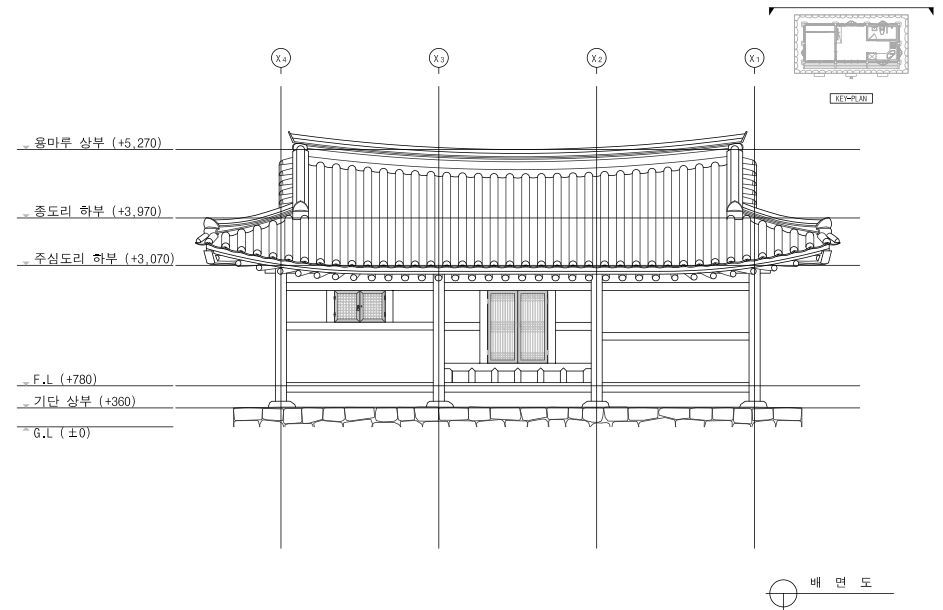 X4 X3 X2 X1
KEY-PLAN
용마루 상부 (+5,270)
종도리 하부 (+3,970)
주심도리 하부 (+3,070)
F.L (+780)
기단 상부 (+360)
G.L (±0)
배 면 도